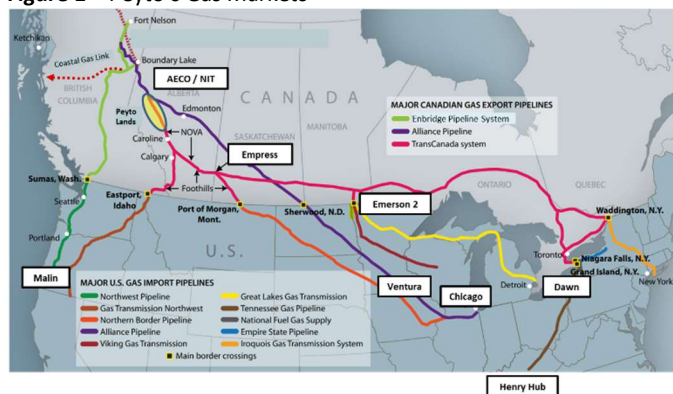 Figure 1 – Peyto's Gas Markets
Fort Nelson
Ketchikan
Coastal Gas Link
Boundary Lake
AECO / NIT
BRITISH
COLUMBIA
ALBERTA
CANADA
Peyto
Lands
Edmonton
MAJOR CANADIAN GAS EXPORT PIPELINES
Enbridge Pipeline System
Alliance Pipeline
TransCanada system
NOVA
SASKATCHEWAN
MANITOBA
Caroline
Calgary
Empress
ONTARIO
QUEBEC
Sumas, Wash.
Foothills
Eastport,
Idaho
Port of Morgan,
Mont.
Sherwood, N.D.
Emerson 2
Waddington, N.Y.
Seattle
Portland
U.S.
Toronto
Niagara Falls, N.Y.
Grand Island, N.Y.
New York
Malin
Ventura
Chicago
Detroit
Dawn
MAJOR U.S. GAS IMPORT PIPELINES
Northwest Pipeline
Gas Transmission Northwest
Northern Border Pipeline
Alliance Pipeline
Viking Gas Transmission
Great Lakes Gas Transmission
Tennessee Gas Pipeline
National Fuel Gas Supply
Empire State Pipeline
Iroquois Gas Transmission System
Main border crossings
Henry Hub